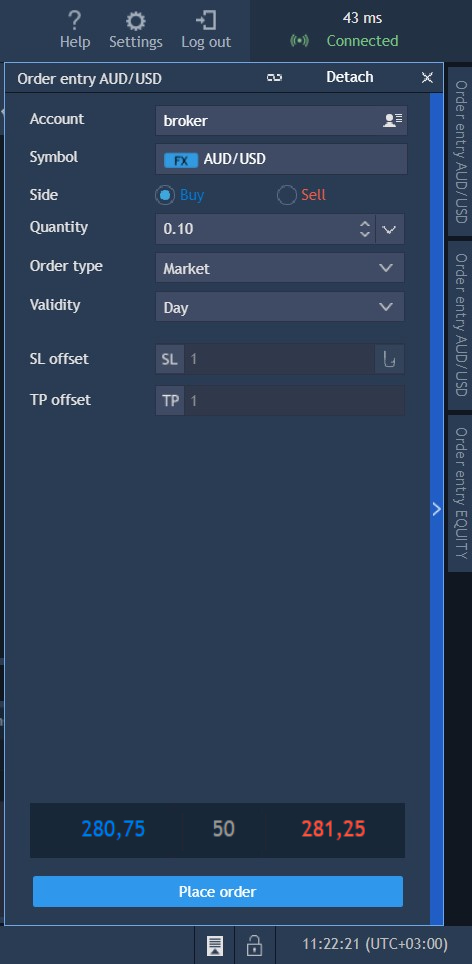 43 ms
Help Settings Log out Connected
Order entry AUD/USD Detach
Account broker
Symbol FX AUD/USD
Side Buy Sell
Quantity 0.10
Order type Market
Validity Day
SL offset SL 1
TP offset TP 1
280,75 50 281,25
Place order
Order entry AUD/USD
Order entry AUD/USD
Order entry EQUITY
11:22:21 (UTC+03:00)